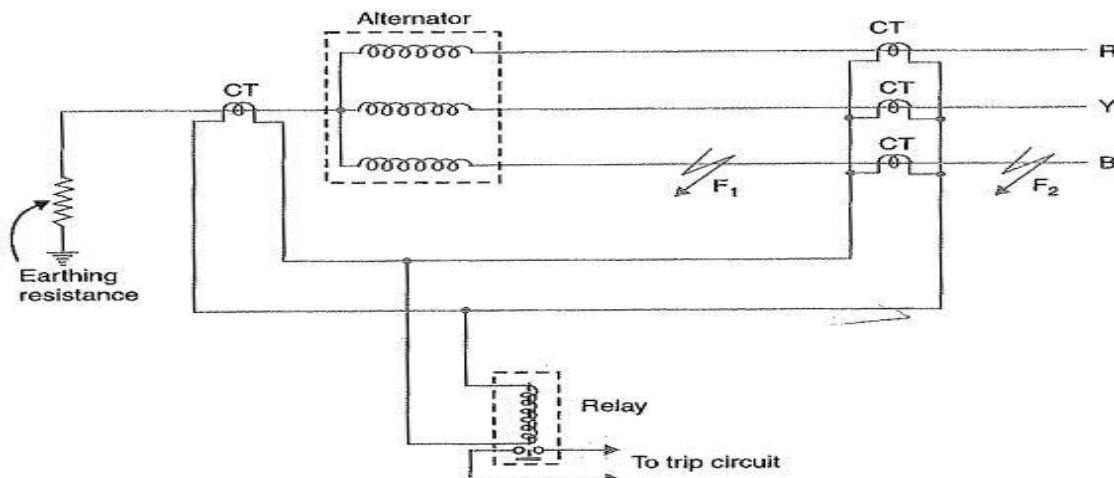 Alternator
CT
R
CT
CT
Y
CT
B
F₁
F₂
Earthing
resistance
Relay
To trip circuit